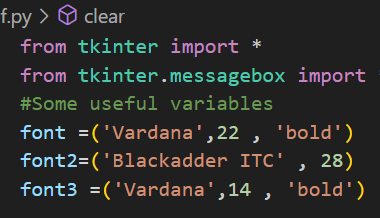 f.py > clear
from tkinter import *
from tkinter.messagebox import
#Some useful variables
font =('Vardana',22 , 'bold')
font2=('Blackadder ITC' , 28)
font3 =('Vardana',14 , 'bold')